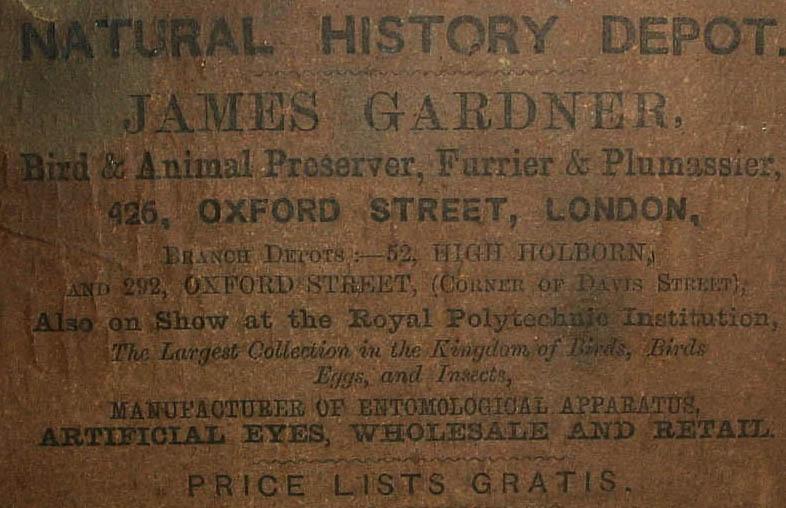 NATURAL HISTORY DEPOT.
JAMES GARDNER,
Bird & Animal Preserver, Furrier & Plumassier,
426, OXFORD STREET, LONDON,
BRANCH DEPOTS :—52, HIGH HOLBORN,
AND 292, OXFORD STREET, (CORNER OF DAVIS STREET),
Also on Show at the Royal Polytechnic Institution,
The Largest Collection in the Kingdom of Birds, Birds
Eggs, and Insects,
MANUFACTURER OF ENTOMOLOGICAL APPARATUS,
ARTIFICIAL EYES, WHOLESALE AND RETAIL.
PRICE LISTS GRATIS.